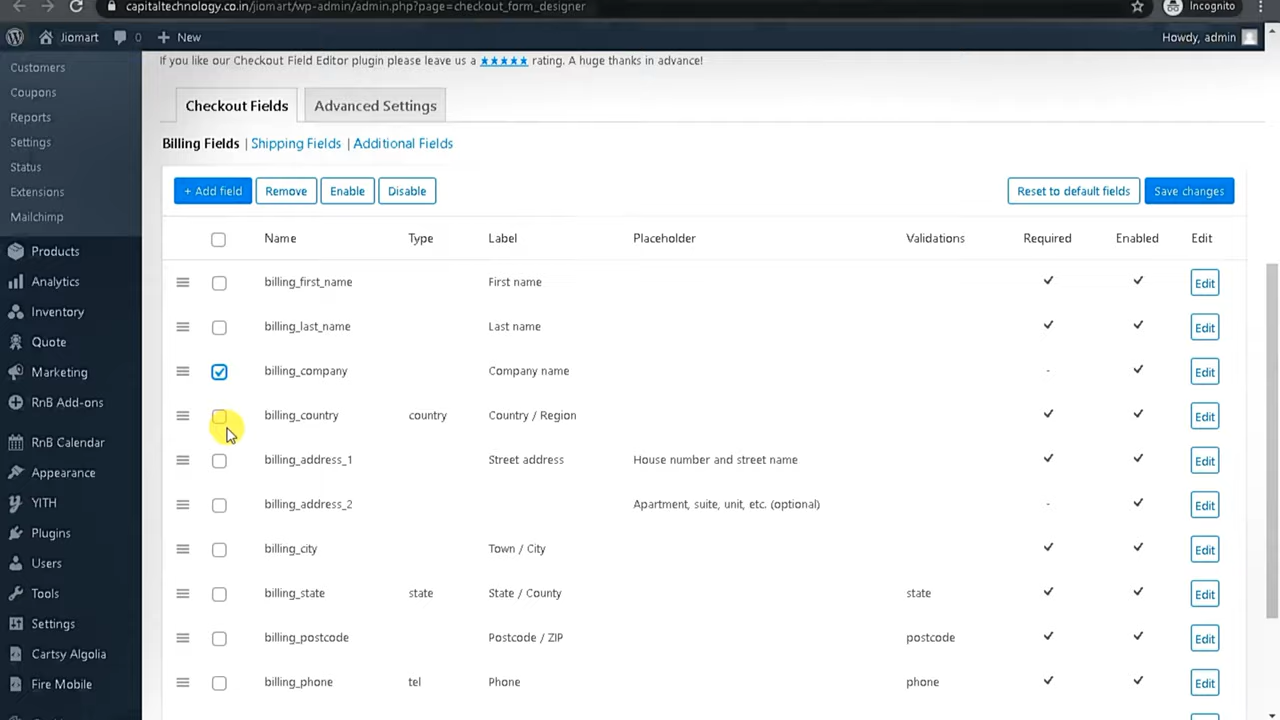 capitaltechnology.co.in/jiomart/wp-admin/admin.php?page=checkout_form_designer
Incognito
Jiomart
0
New
Howdy, admin
Customers
Coupons
Reports
Settings
Status
Extensions
Mailchimp
Products
Analytics
Inventory
Quote
Marketing
RnB Add-ons
RnB Calendar
Appearance
YITH
Plugins
Users
Tools
Settings
Cartsy Algolia
Fire Mobile
If you like our Checkout Field Editor plugin please leave us a ★★★★★ rating. A huge thanks in advance!
Checkout Fields Advanced Settings
Billing Fields | Shipping Fields | Additional Fields
+ Add field Remove Enable Disable Reset to default fields Save changes
Name Type Label Placeholder Validations Required Enabled Edit
billing_first_name First name Edit
billing_last_name Last name Edit
billing_company Company name - Edit
billing_country country Country / Region Edit
billing_address_1 Street address House number and street name Edit
billing_address_2 Apartment, suite, unit, etc. (optional) - Edit
billing_city Town / City Edit
billing_state state State / County state Edit
billing_postcode Postcode / ZIP postcode Edit
billing_phone tel Phone phone Edit